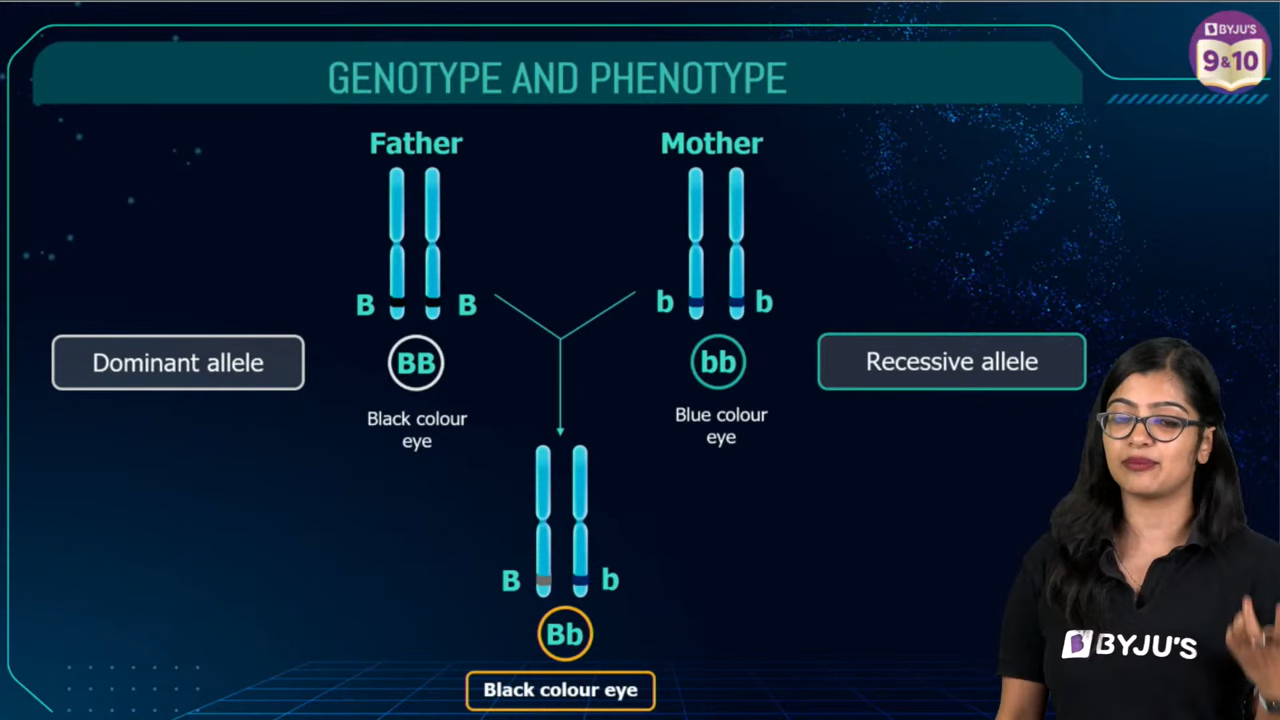 BYJU'S
9&10
GENOTYPE AND PHENOTYPE
Father
Mother
B
B
b
b
Dominant allele
BB
bb
Recessive allele
Black colour
eye
Blue colour
eye
B
b
Bb
Black colour eye
BYJU'S